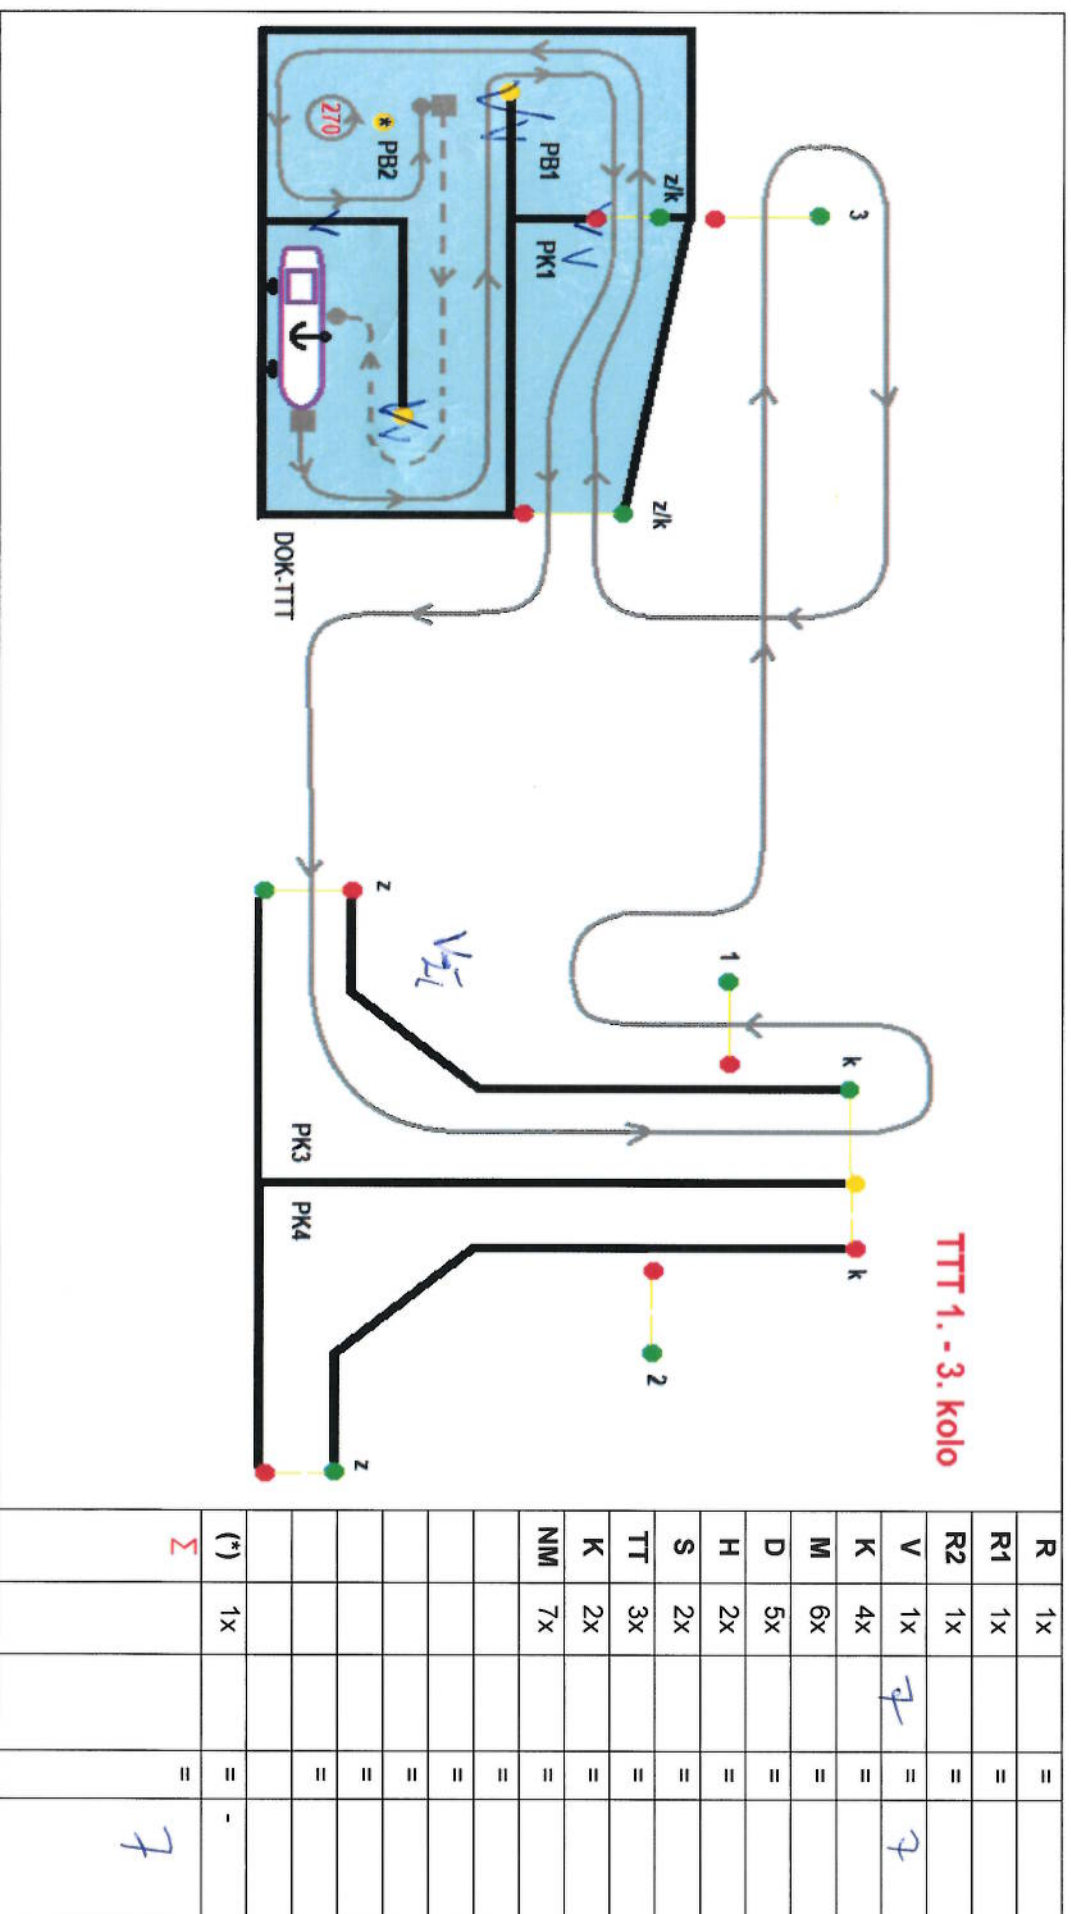 TTT 1. - 3. kolo
3
k
k
1
2
z/k
z/k
V V
PB1
PK1
V V
z
z
V V
PB2
*
270
V
PK3
PK4
DOK-TTT
R 1x =
R1 1x =
R2 1x =
V 1x 7 = 7
K 4x =
M 6x =
D 5x =
H 2x =
S 2x =
TT 3x =
K 2x =
NM 7x =
=
=
=
=
=
(*) 1x = -
Σ = 7